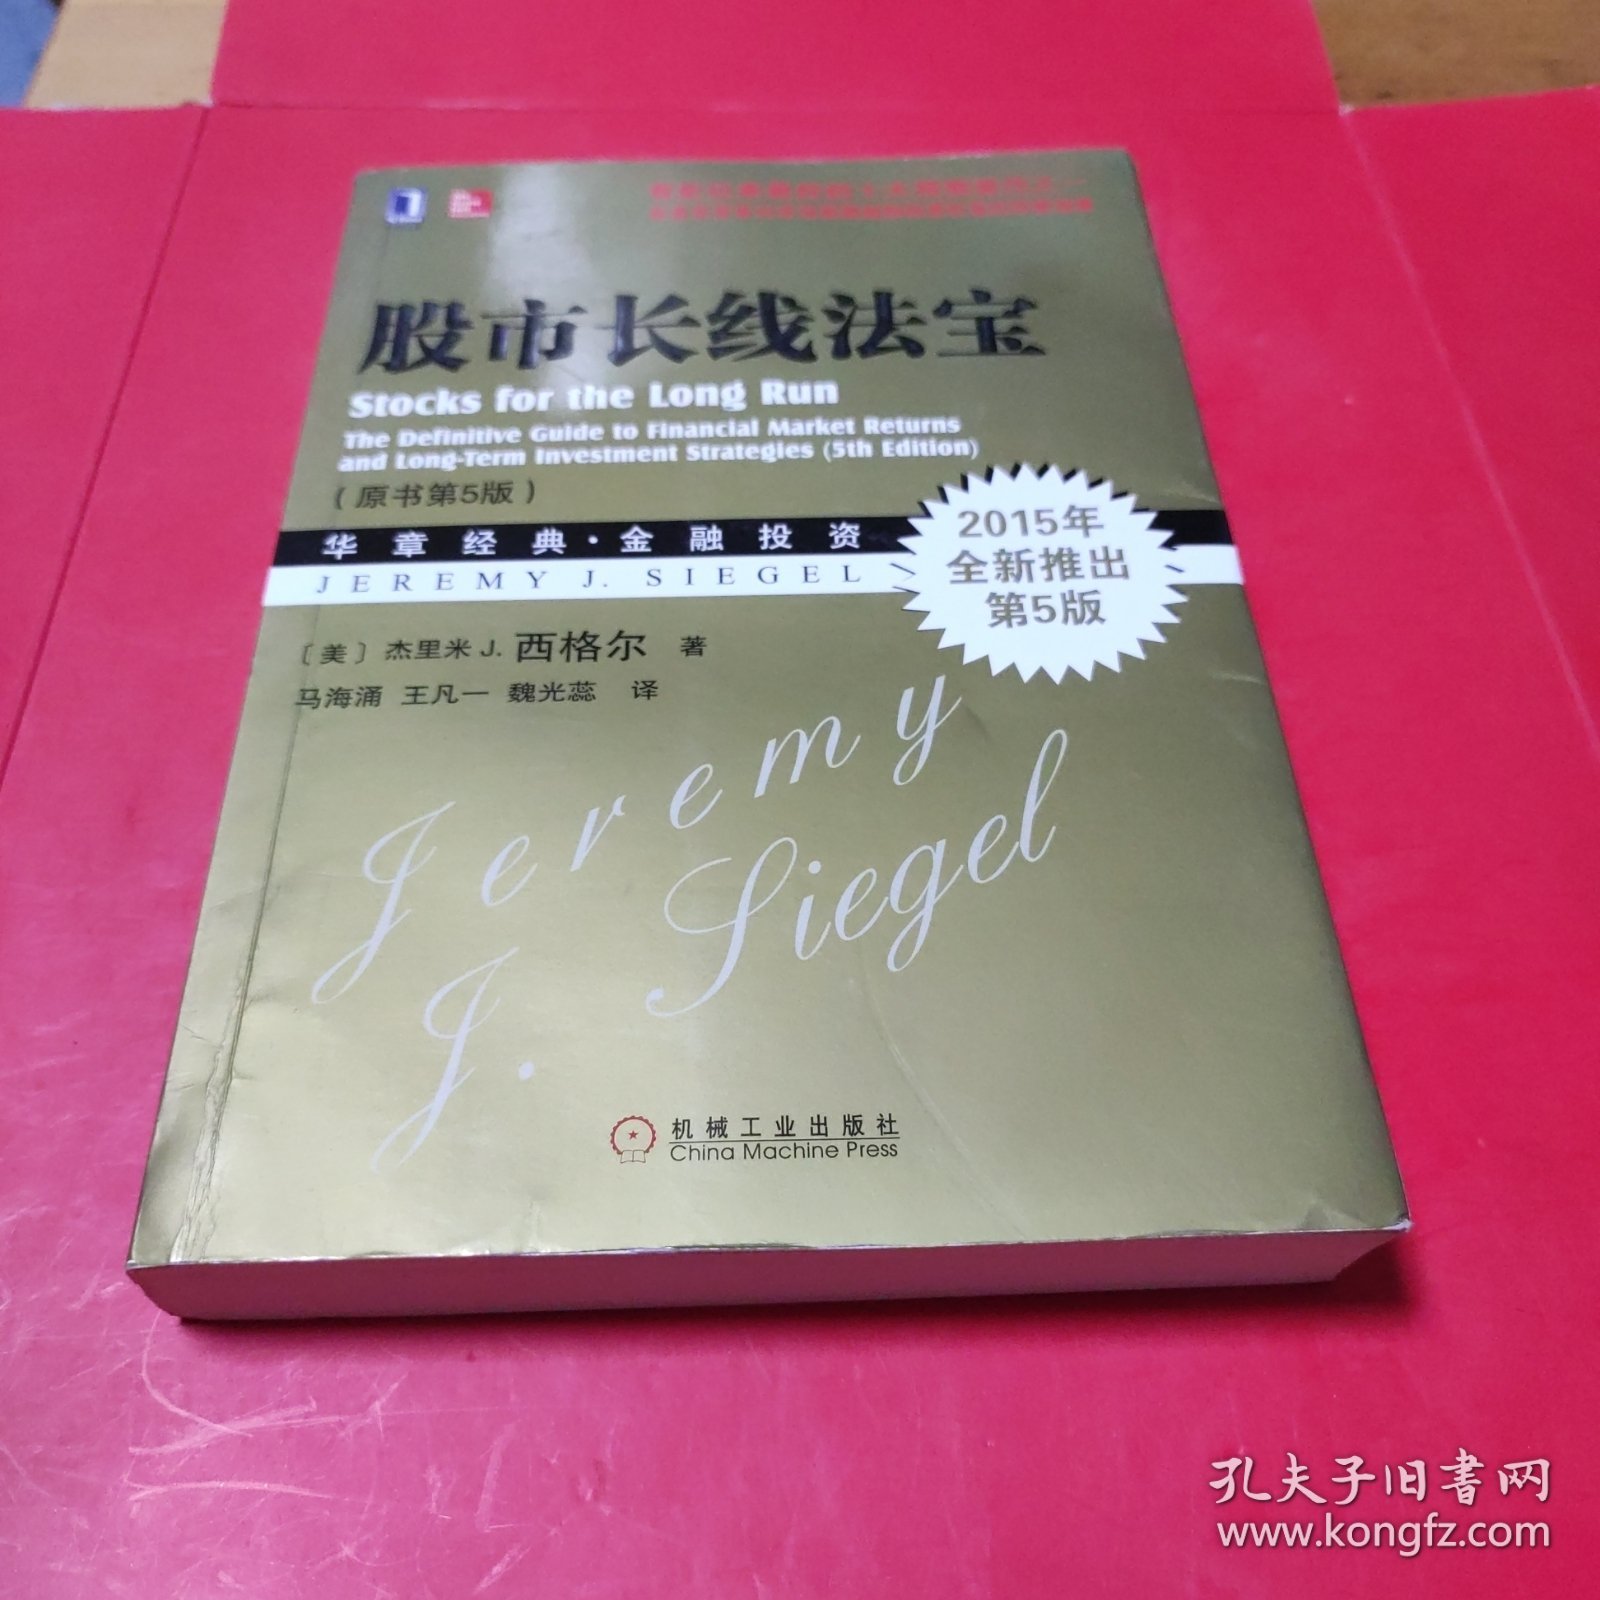 股市长线法宝
Stocks for the Long Run
The Definitive Guide to Financial Market Returns
and Long-Term Investment Strategies (5th Edition)
(原书第5版)
华章经典·金融投资
JEREMY J. SIEGEL
2015年
全新推出
第5版
〔美〕杰里米 J. 西格尔 著
马海涌 王凡一 魏光蕊 译
Jeremy
J. Siegel
机械工业出版社
China Machine Press
孔夫子旧书网
www.kongfz.com